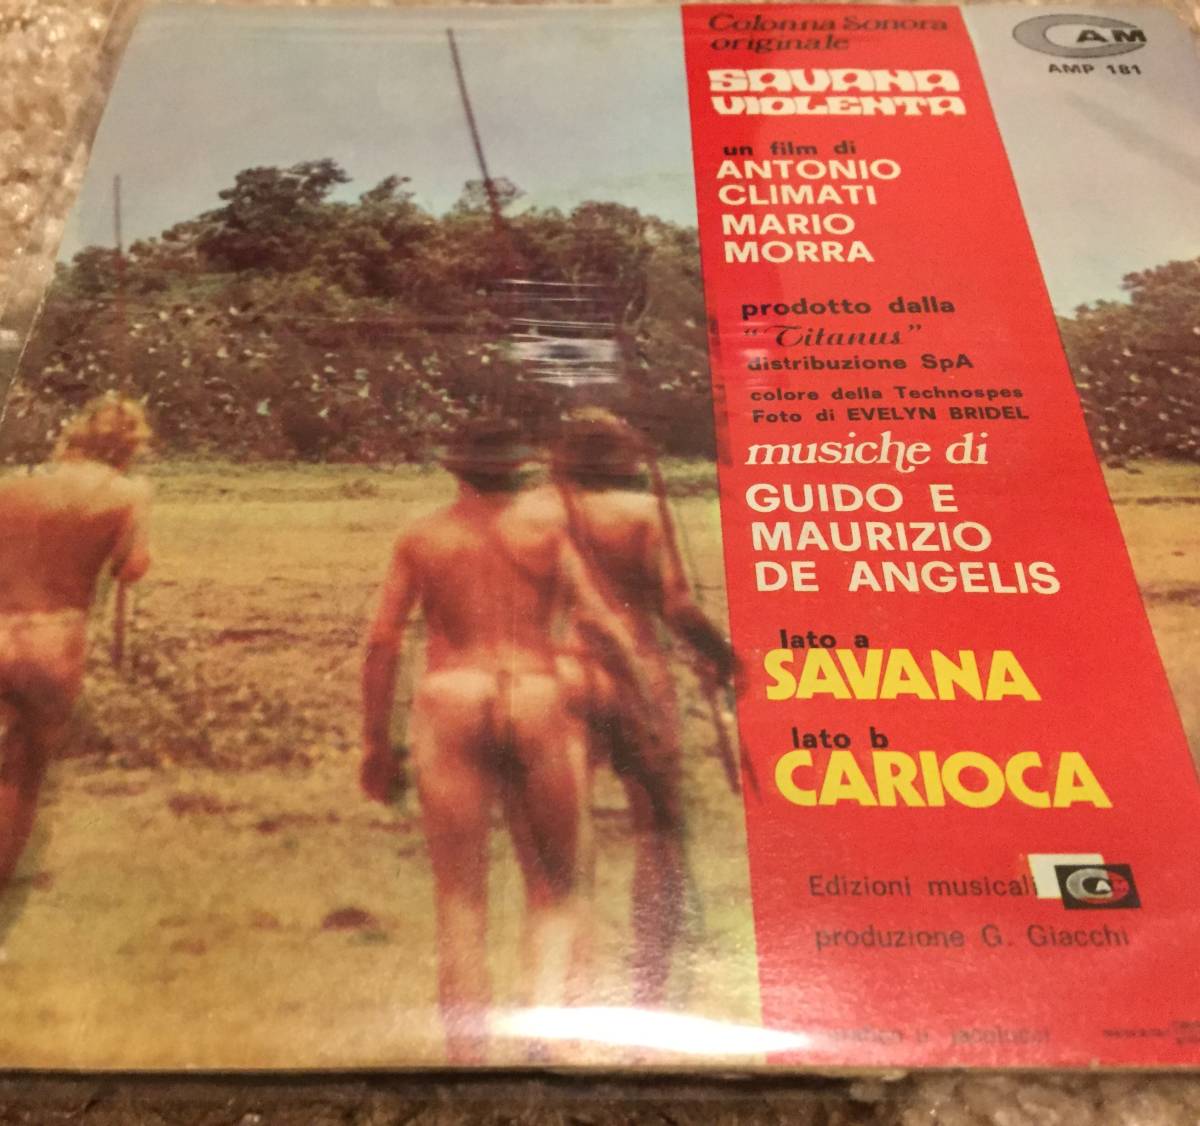 Colonna Sonora
originale
SAVANA
VIOLENTA
un film di
ANTONIO
CLIMATI
MARIO
MORRA
prodotto dalla
"Titanus"
distribuzione SpA
colore della Technospes
Foto di EVELYN BRIDEL
musiche di
GUIDO E
MAURIZIO
DE ANGELIS
lato a
SAVANA
lato b
CARIOCA
Edizioni musicali CAM
produzione G. Giacchi
CAM
AMP 181